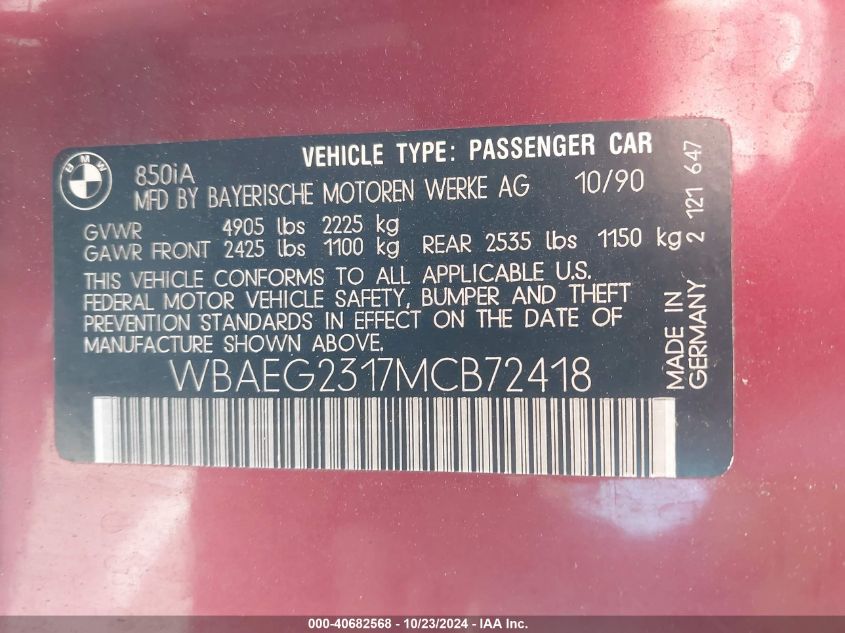 BMW
850iA
VEHICLE TYPE: PASSENGER CAR
MFD BY BAYERISCHE MOTOREN WERKE AG 10/90
GVWR 4905 lbs 2225 kg
GAWR FRONT 2425 lbs 1100 kg REAR 2535 lbs 1150 kg
THIS VEHICLE CONFORMS TO ALL APPLICABLE U.S.
FEDERAL MOTOR VEHICLE SAFETY, BUMPER AND THEFT
PREVENTION STANDARDS IN EFFECT ON THE DATE OF
MANUFACTURE SHOWN ABOVE.
WBAEG2317MCB72418
MADE IN
GERMANY
2 121 647
000-40682568 - 10/23/2024 - IAAI Inc.